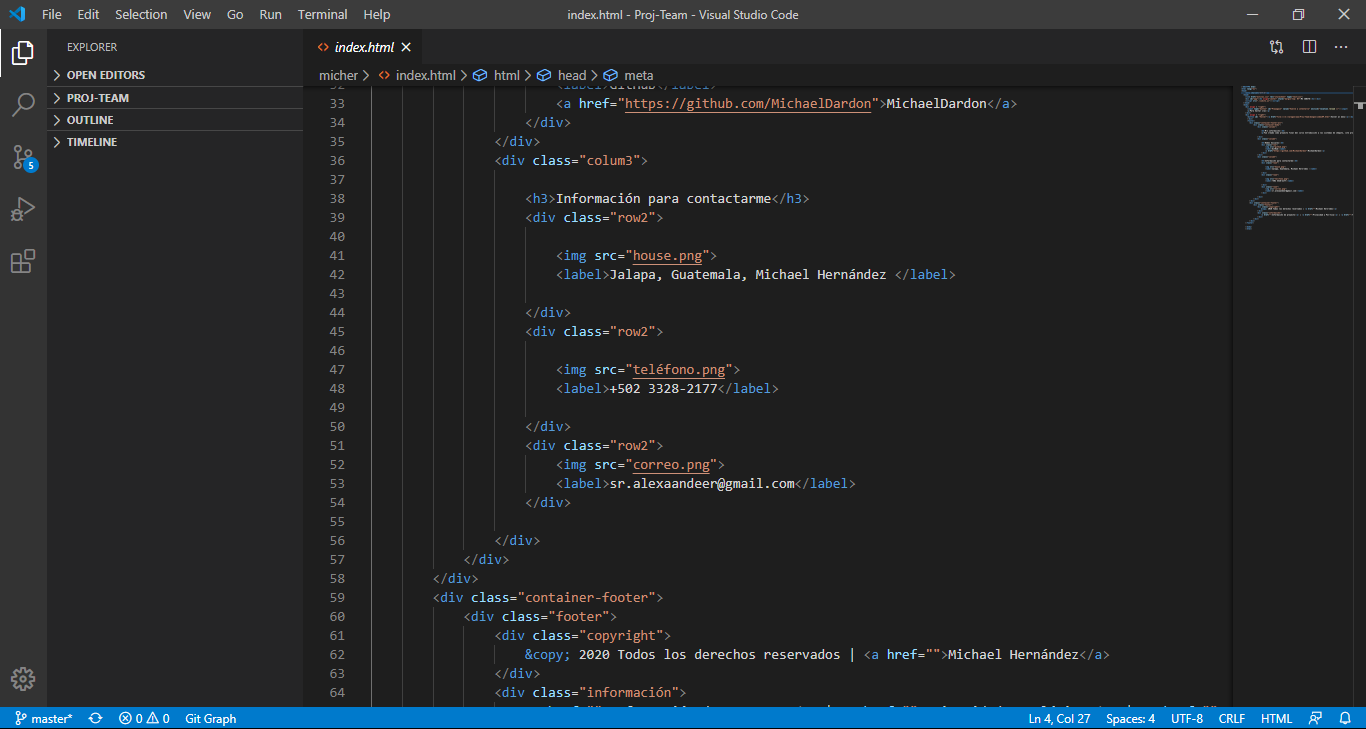 File Edit Selection View Go Run Terminal Help
index.html - Proj-Team - Visual Studio Code
EXPLORER
OPEN EDITORS
PROJ-TEAM
OUTLINE
TIMELINE
5
index.html
micher > index.html > html > head > meta
33 <a href="https://github.com/MichaelDardon">MichaelDardon</a>
34 </div>
35 </div>
36 <div class="colum3">
37
38 <h3>Información para contactarme</h3>
39 <div class="row2">
40
41 <img src="house.png">
42 <label>Jalapa, Guatemala, Michael Hernández </label>
43
44 </div>
45 <div class="row2">
46
47 <img src="teléfono.png">
48 <label>+502 3328-2177</label>
49
50 </div>
51 <div class="row2">
52 <img src="correo.png">
53 <label>sr.alexaandeer@gmail.com</label>
54 </div>
55
56 </div>
57 </div>
58 </div>
59 <div class="container-footer">
60 <div class="footer">
61 <div class="copyright">
62 &copy; 2020 Todos los derechos reservados | <a href="">Michael Hernández</a>
63 </div>
64 <div class="información">
master* 0 0 Git Graph
Ln 4, Col 27 Spaces: 4 UTF-8 CRLF HTML